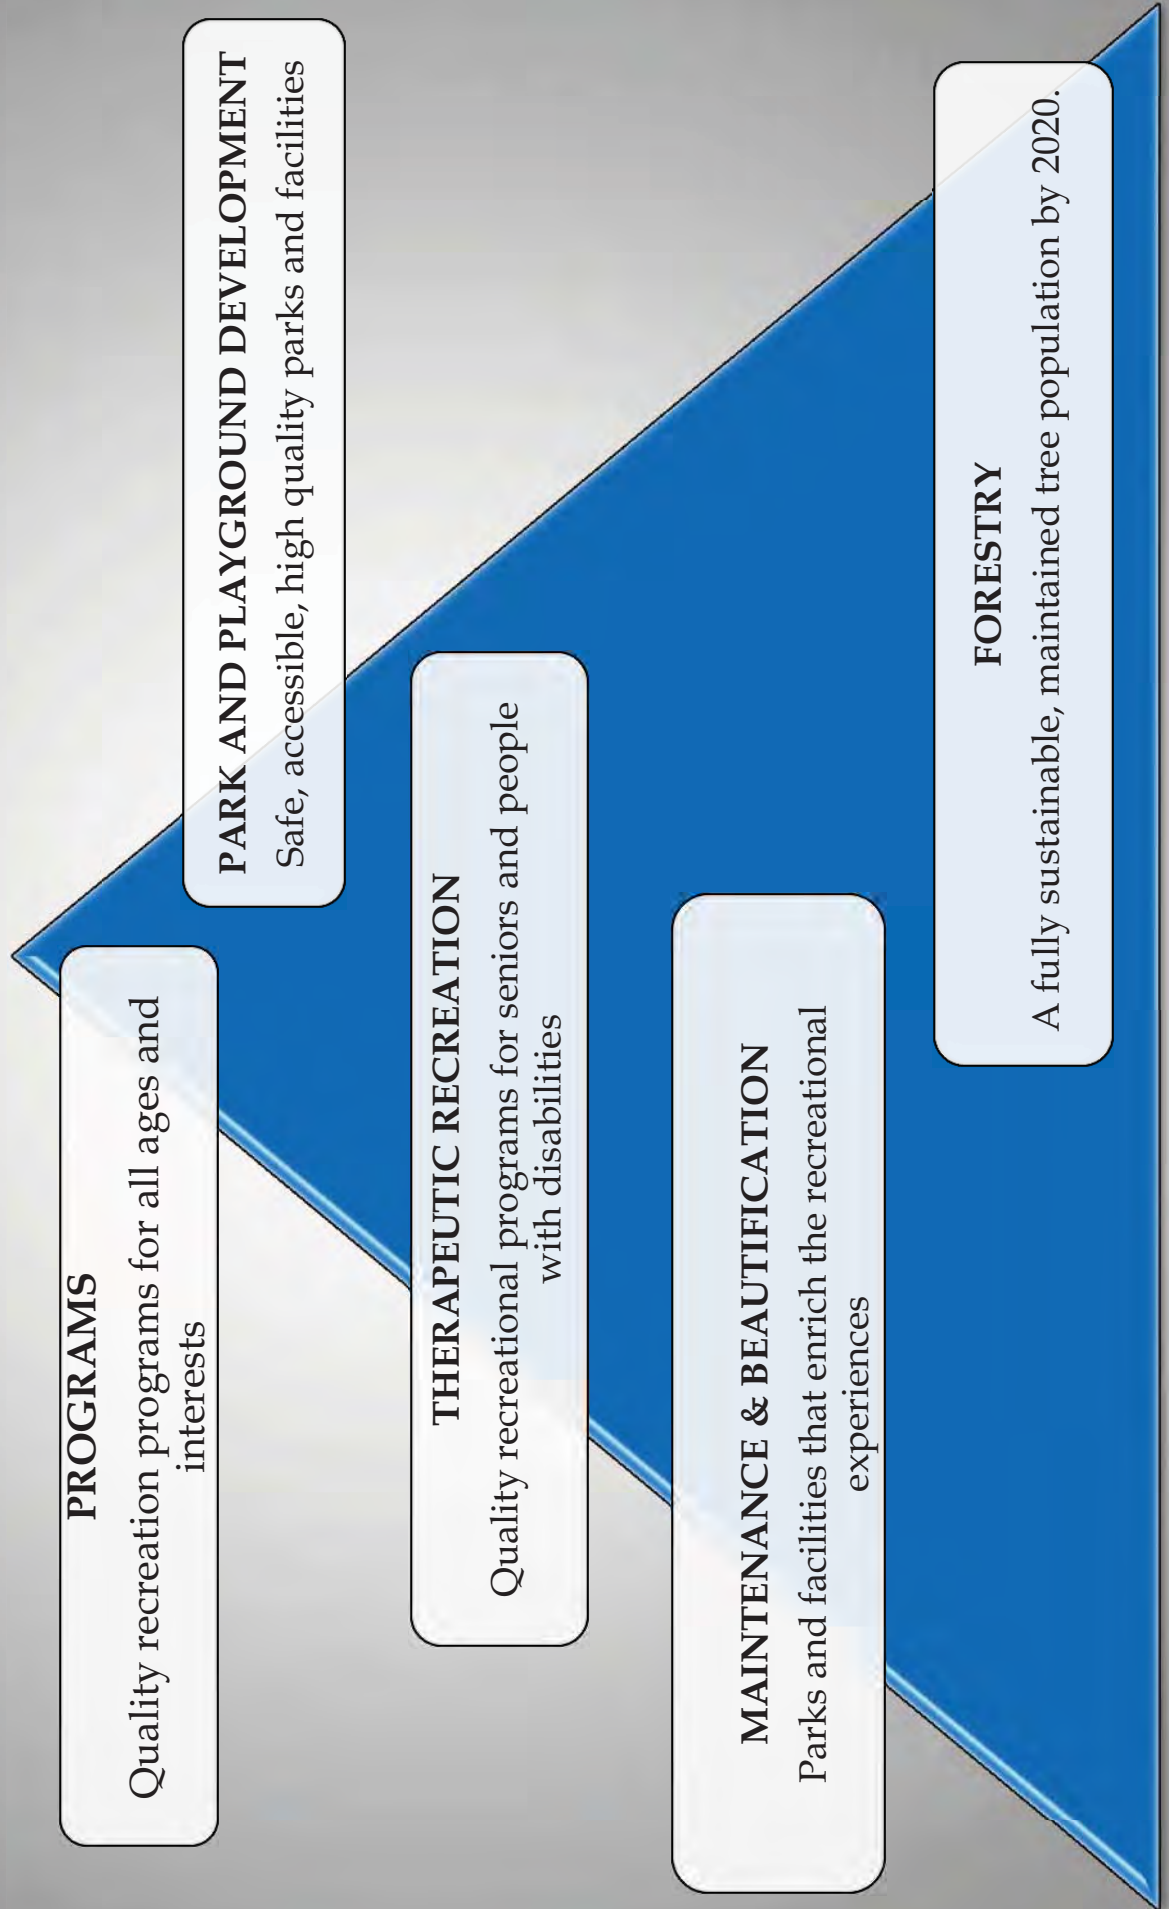 PROGRAMS
Quality recreation programs for all ages and
interests
PARK AND PLAYGROUND DEVELOPMENT
Safe, accessible, high quality parks and facilities
THERAPEUTIC RECREATION
Quality recreational programs for seniors and people
with disabilities
MAINTENANCE & BEAUTIFICATION
Parks and facilities that enrich the recreational
experiences
FORESTRY
A fully sustainable, maintained tree population by 2020.